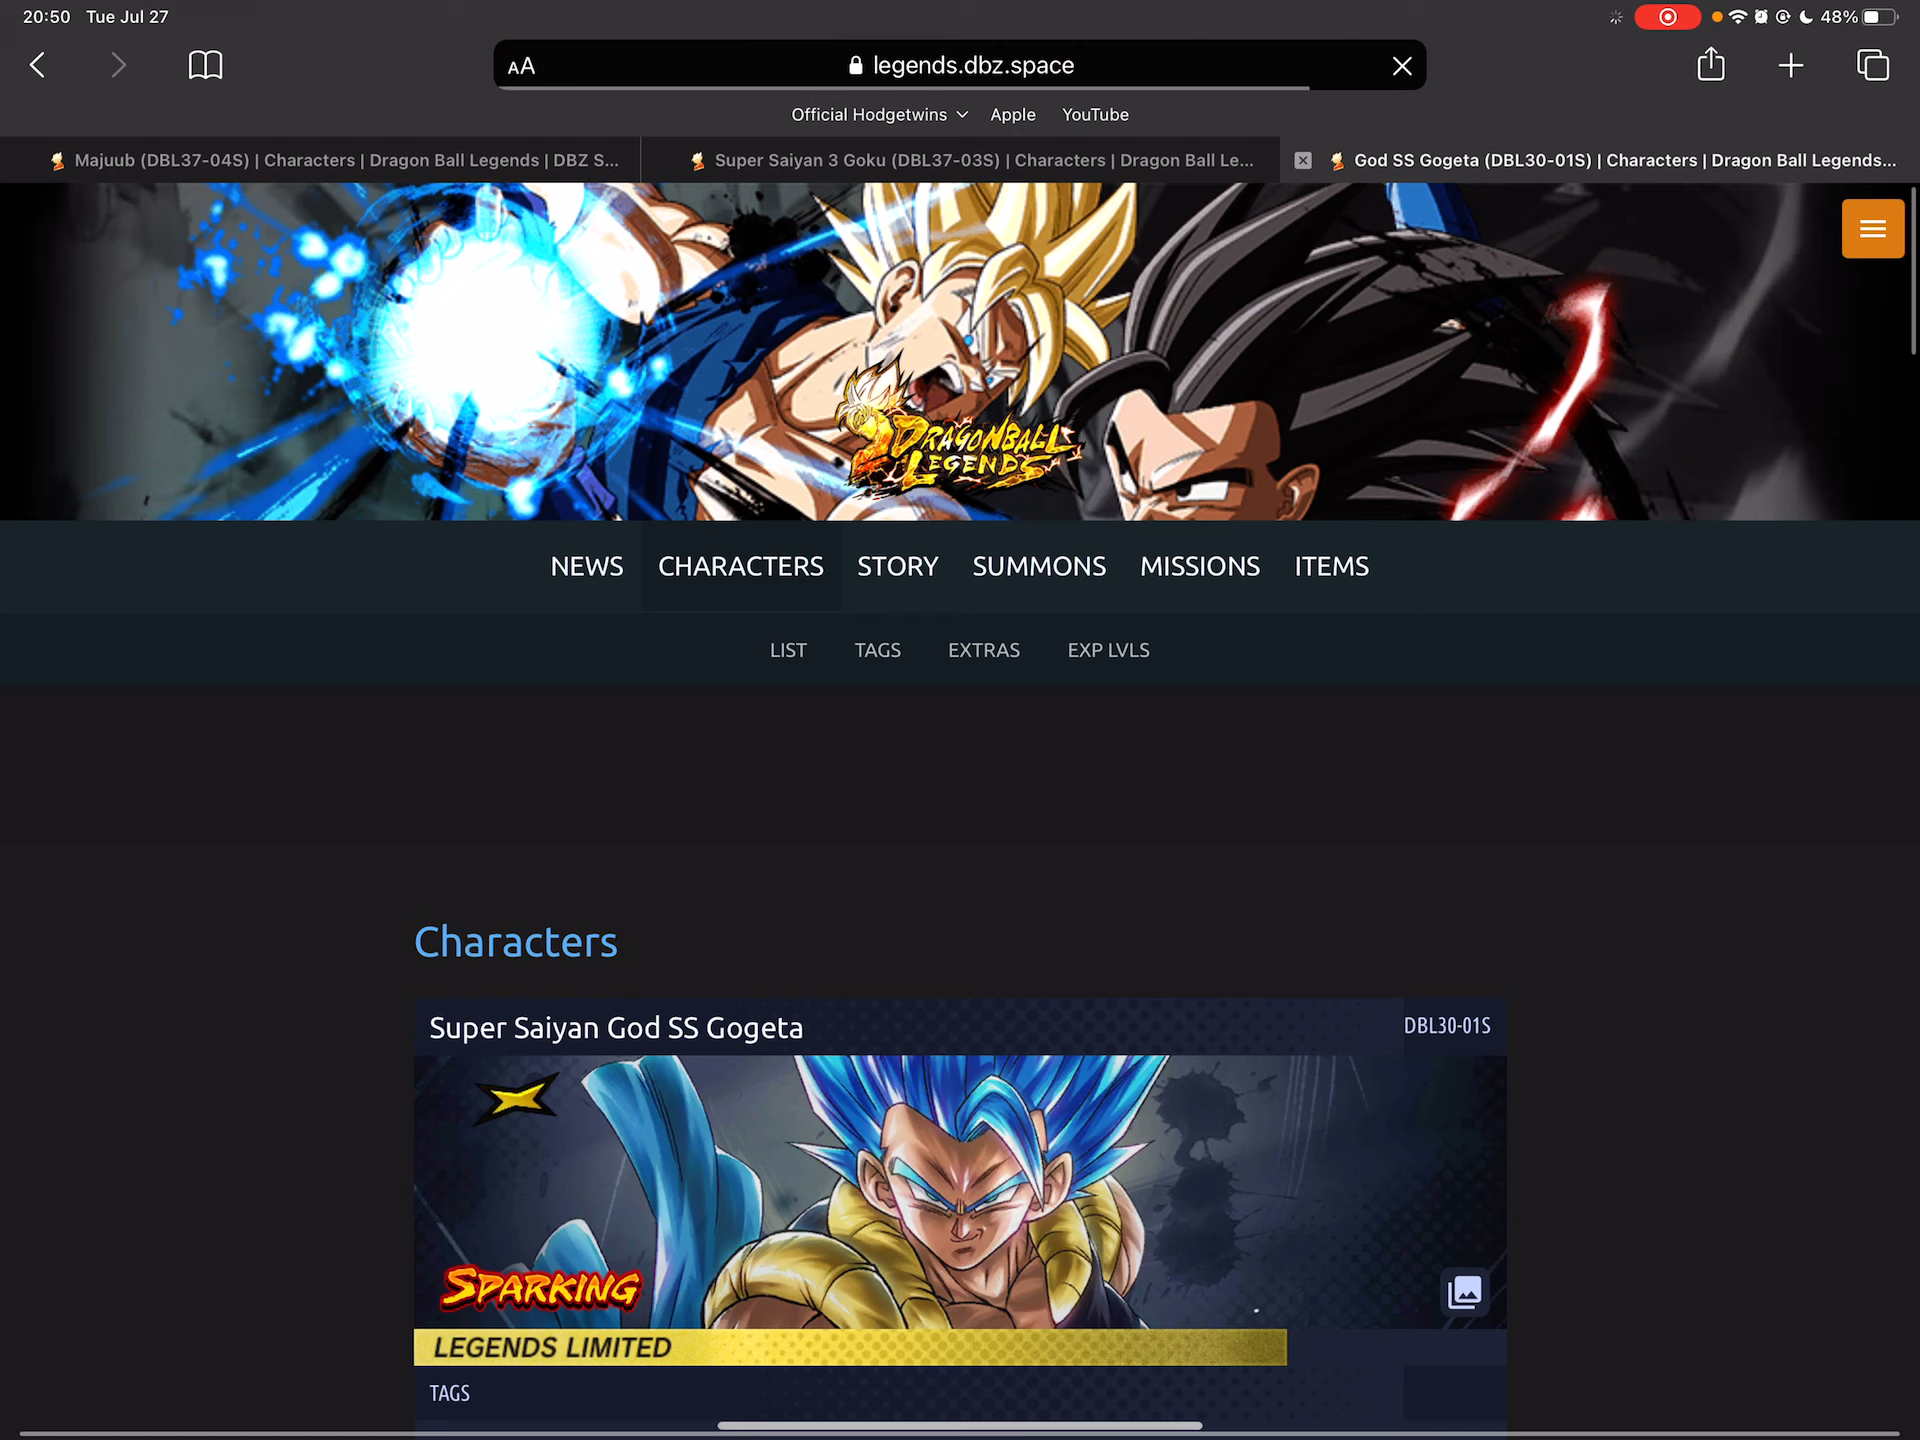 20:50 Tue Jul 27
48%
AA
legends.dbz.space
Official Hodgetwins
Apple
YouTube
Majuub (DBL37-04S) | Characters | Dragon Ball Legends | DBZ S...
Super Saiyan 3 Goku (DBL37-03S) | Characters | Dragon Ball Le...
God SS Gogeta (DBL30-01S) | Characters | Dragon Ball Legends...
DRAGONBALL
LEGENDS
NEWS
CHARACTERS
STORY
SUMMONS
MISSIONS
ITEMS
LIST
TAGS
EXTRAS
EXP LVLS
Characters
Super Saiyan God SS Gogeta
DBL30-01S
SPARKING
LEGENDS LIMITED
TAGS